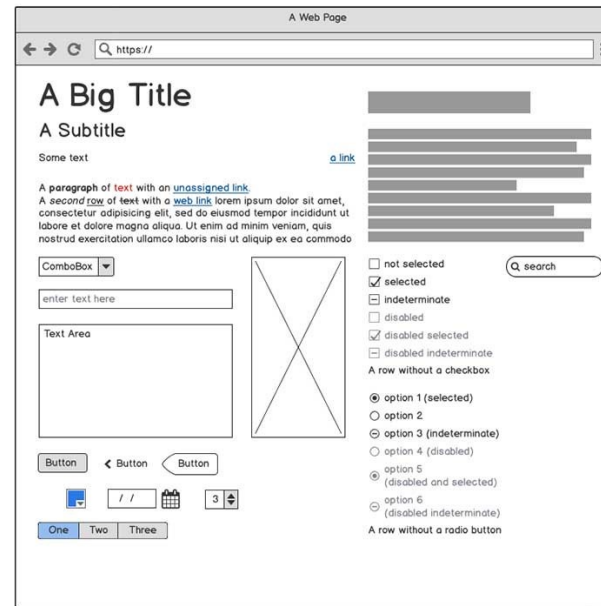 A Web Page
https://
A Big Title
A Subtitle
Some text
a link
A paragraph of text with an unassigned link.
A second row of text with a web link lorem ipsum dolor sit amet,
consectetur adipisicing elit, sed do eiusmod tempor incididunt ut
labore et dolore magna aliqua. Ut enim ad minim veniam, quis
nostrud exercitation ullamco laboris nisi ut aliquip ex ea commodo
ComboBox
enter text here
Text Area
Button
Button
Button
/ /
3
One Two Three
not selected
search
selected
indeterminate
disabled
disabled selected
disabled indeterminate
A row without a checkbox
option 1 (selected)
option 2
option 3 (indeterminate)
option 4 (disabled)
option 5
(disabled and selected)
option 6
(disabled indeterminate)
A row without a radio button